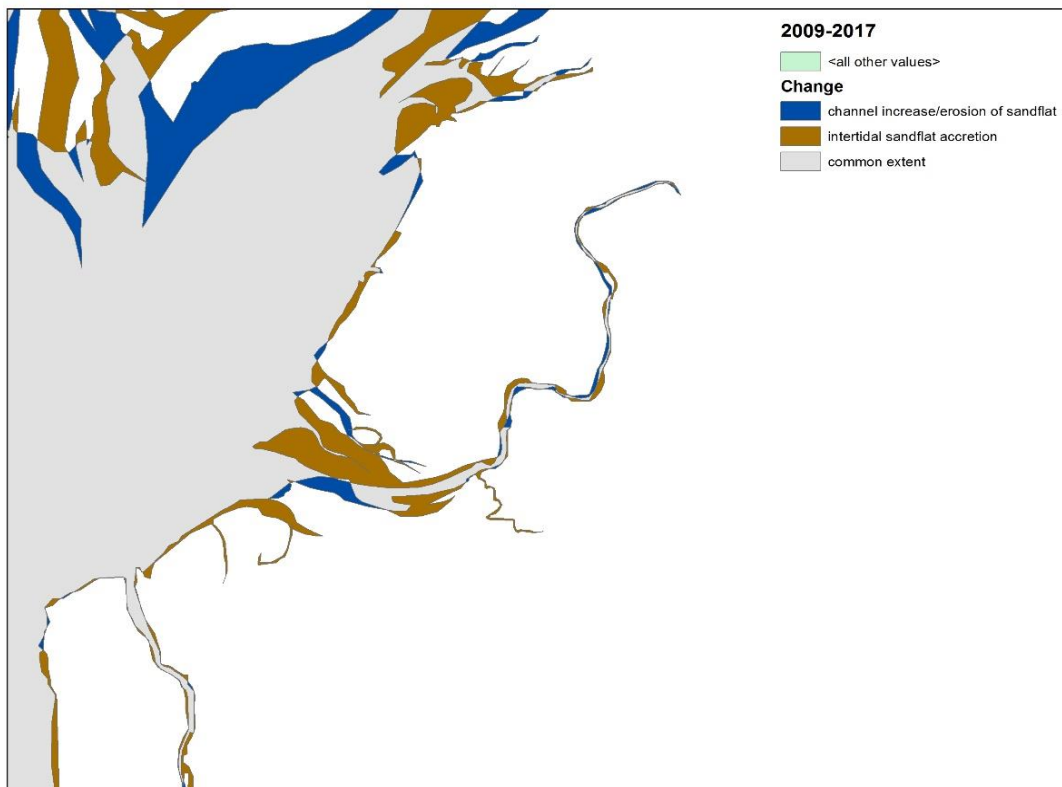 2009-2017
<all other values>
Change
channel increase/erosion of sandflat
intertidal sandflat accretion
common extent